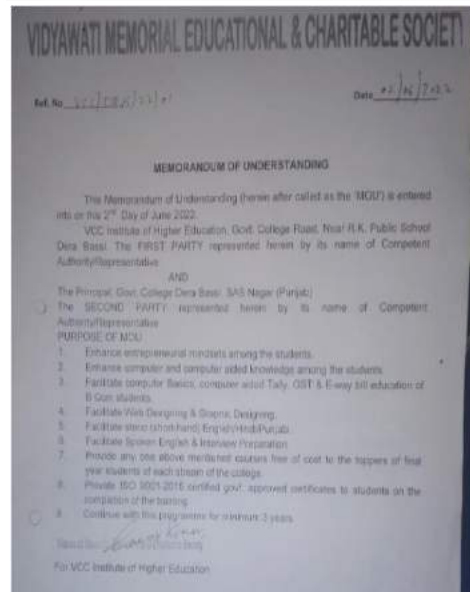 VIDYAWATI MEMORIAL EDUCATIONAL & CHARITABLE SOCIETY
Ref. No
Date 02/06/2022
MEMORANDUM OF UNDERSTANDING
This Memorandum of Understanding (herein after called as the 'MOU') is entered
into on this 2nd Day of June 2022.
VCC Institute of Higher Education, Govt. College Road, Near R.K. Public School
Dera Bassi. The FIRST PARTY represented herein by its name of Competent
Authority/Representative
AND
The Principal, Govt. College Dera Bassi, SAS Nagar (Punjab)
The SECOND PARTY represented herein by its name of Competent
Authority/Representative
PURPOSE OF MOU
1. Enhance entrepreneurial mindsets among the students.
2. Enhance computer and computer aided knowledge among the students.
3. Facilitate computer Basics, computer aided Tally, GST & E-way bill education of
B.Com students.
4. Facilitate Web Designing & Designing.
5. Facilitate steno (short hand) English/Hindi/Punjabi.
6. Facilitate Spoken English & Interview Preparation.
7. Provide any one above mentioned courses free of cost to the toppers of final
year students of each stream of the college.
8. Provide ISO 9001-2015 certified govt. approved certificates to students on the
completion of the training.
9. Continue with this programme for minimum 3 years.
For VCC Institute of Higher Education